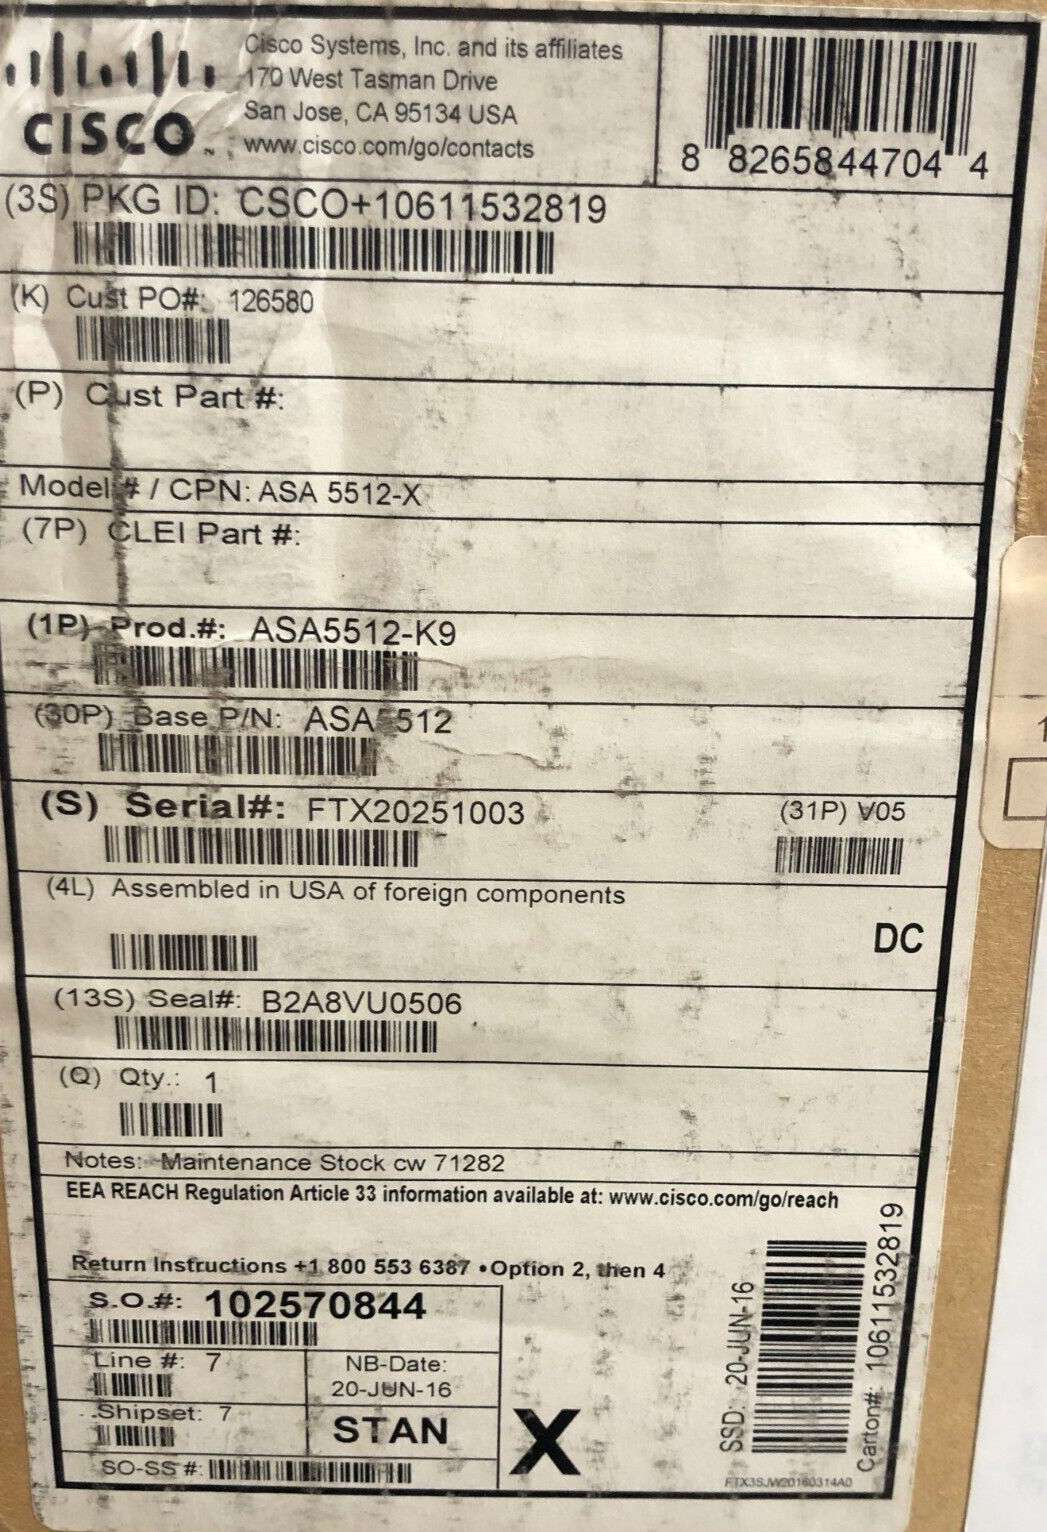 CISCO
Cisco Systems, Inc. and its affiliates
170 West Tasman Drive
San Jose, CA 95134 USA
www.cisco.com/go/contacts
8 8265844704 4
(3S) PKG ID: CSCO+10611532819
(K) Cust PO#: 126580
(P) Cust Part #:
Model # / CPN: ASA 5512-X
(7P) CLEI Part #:
(1P) Prod.#: ASA5512-K9
(30P) Base P/N: ASA5512
(S) Serial#: FTX20251003
(31P) V05
(4L) Assembled in USA of foreign components
DC
(13S) Seal#: B2A8VU0506
(Q) Qty.: 1
Notes: Maintenance Stock cw 71282
EEA REACH Regulation Article 33 information available at: www.cisco.com/go/reach
Return Instructions +1 800 553 6387 • Option 2, then 4
S.O.#: 102570844
Line #: 7
NB-Date:
20-JUN-16
Shipset: 7
STAN
SO-SS #:
X
SSD: 20-JUN-16
Carton#: 10611532819
FTX3SJW20160314A0
1